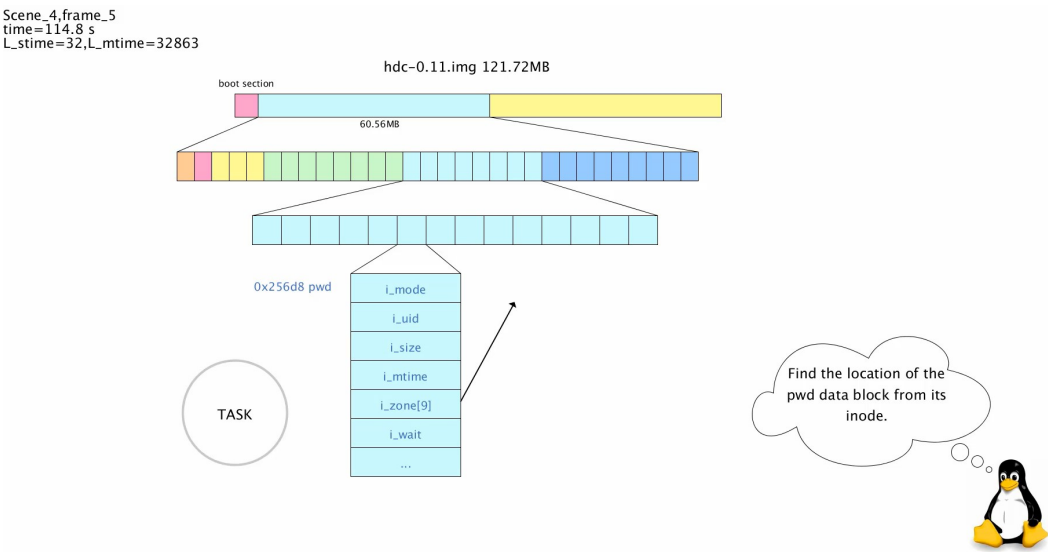 Scene_4,frame_5
time=114.8 s
L_stime=32,L_mtime=32863
hdc-0.11.img 121.72MB
boot section
60.56MB
0x256d8 pwd
i_mode
i_uid
i_size
i_mtime
i_zone[9]
i_wait
...
TASK
Find the location of the
pwd data block from its
inode.